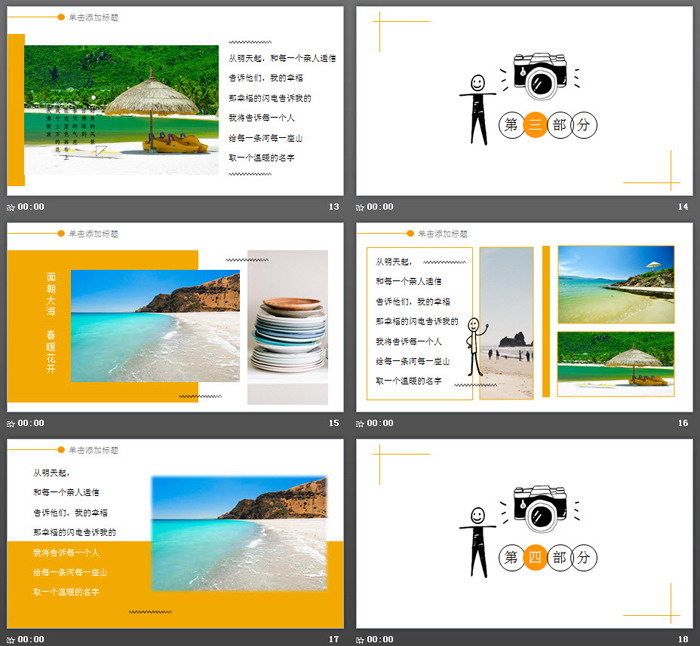 单击添加标题
从明天起，和每一个亲人通信
告诉他们，我的幸福
那幸福的闪电告诉我的
我将告诉每一个人
给每一条河每一座山
取一个温暖的名字
00:00
13
第三部分
00:00
14
单击添加标题
面朝大海 春暖花开
00:00
15
单击添加标题
从明天起，
和每一个亲人通信
告诉他们，我的幸福
那幸福的闪电告诉我的
我将告诉每一个人
给每一条河每一座山
取一个温暖的名字
00:00
16
单击添加标题
从明天起，
和每一个亲人通信
告诉他们，我的幸福
那幸福的闪电告诉我的
我将告诉每一个人
给每一条河每一座山
取一个温暖的名字
00:00
17
第四部分
00:00
18